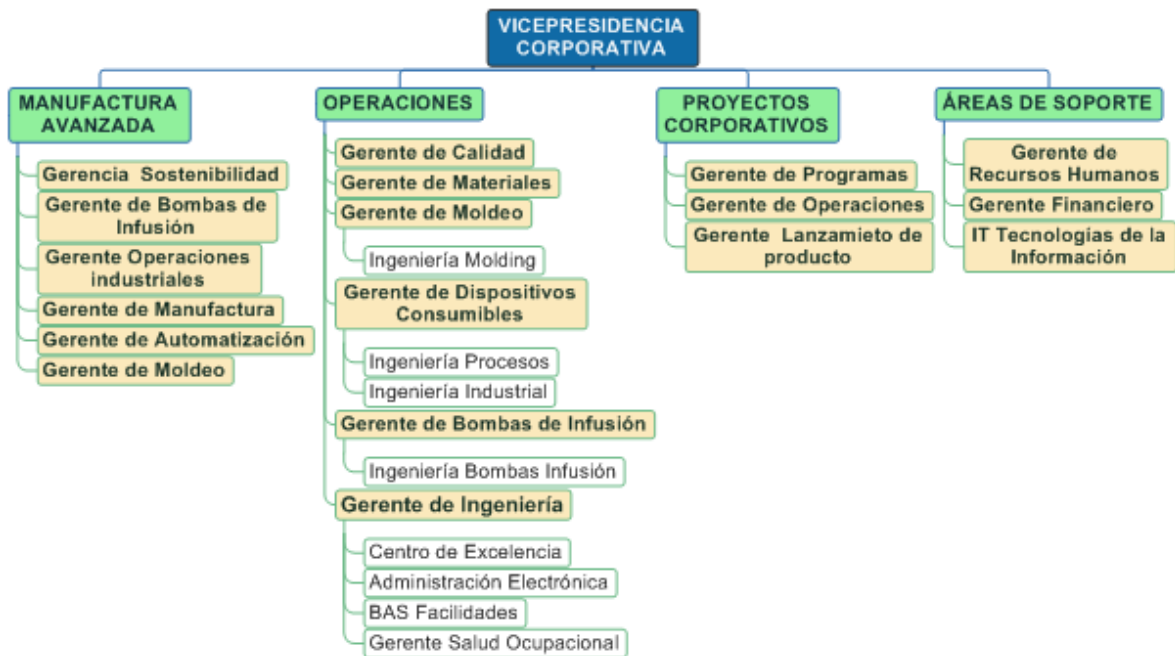 VICEPRESIDENCIA
CORPORATIVA
MANUFACTURA
AVANZADA
Gerencia Sostenibilidad
Gerente de Bombas de
Infusión
Gerente Operaciones
industriales
Gerente de Manufactura
Gerente de Automatización
Gerente de Moldeo
OPERACIONES
Gerente de Calidad
Gerente de Materiales
Gerente de Moldeo
Ingeniería Molding
Gerente de Dispositivos
Consumibles
Ingeniería Procesos
Ingeniería Industrial
Gerente de Bombas de Infusión
Ingeniería Bombas Infusión
Gerente de Ingeniería
Centro de Excelencia
Administración Electrónica
BAS Facilidades
Gerente Salud Ocupacional
PROYECTOS
CORPORATIVOS
Gerente de Programas
Gerente de Operaciones
Gerente Lanzamieto de
producto
ÁREAS DE SOPORTE
Gerente de
Recursos Humanos
Gerente Financiero
IT Tecnologías de la
Información